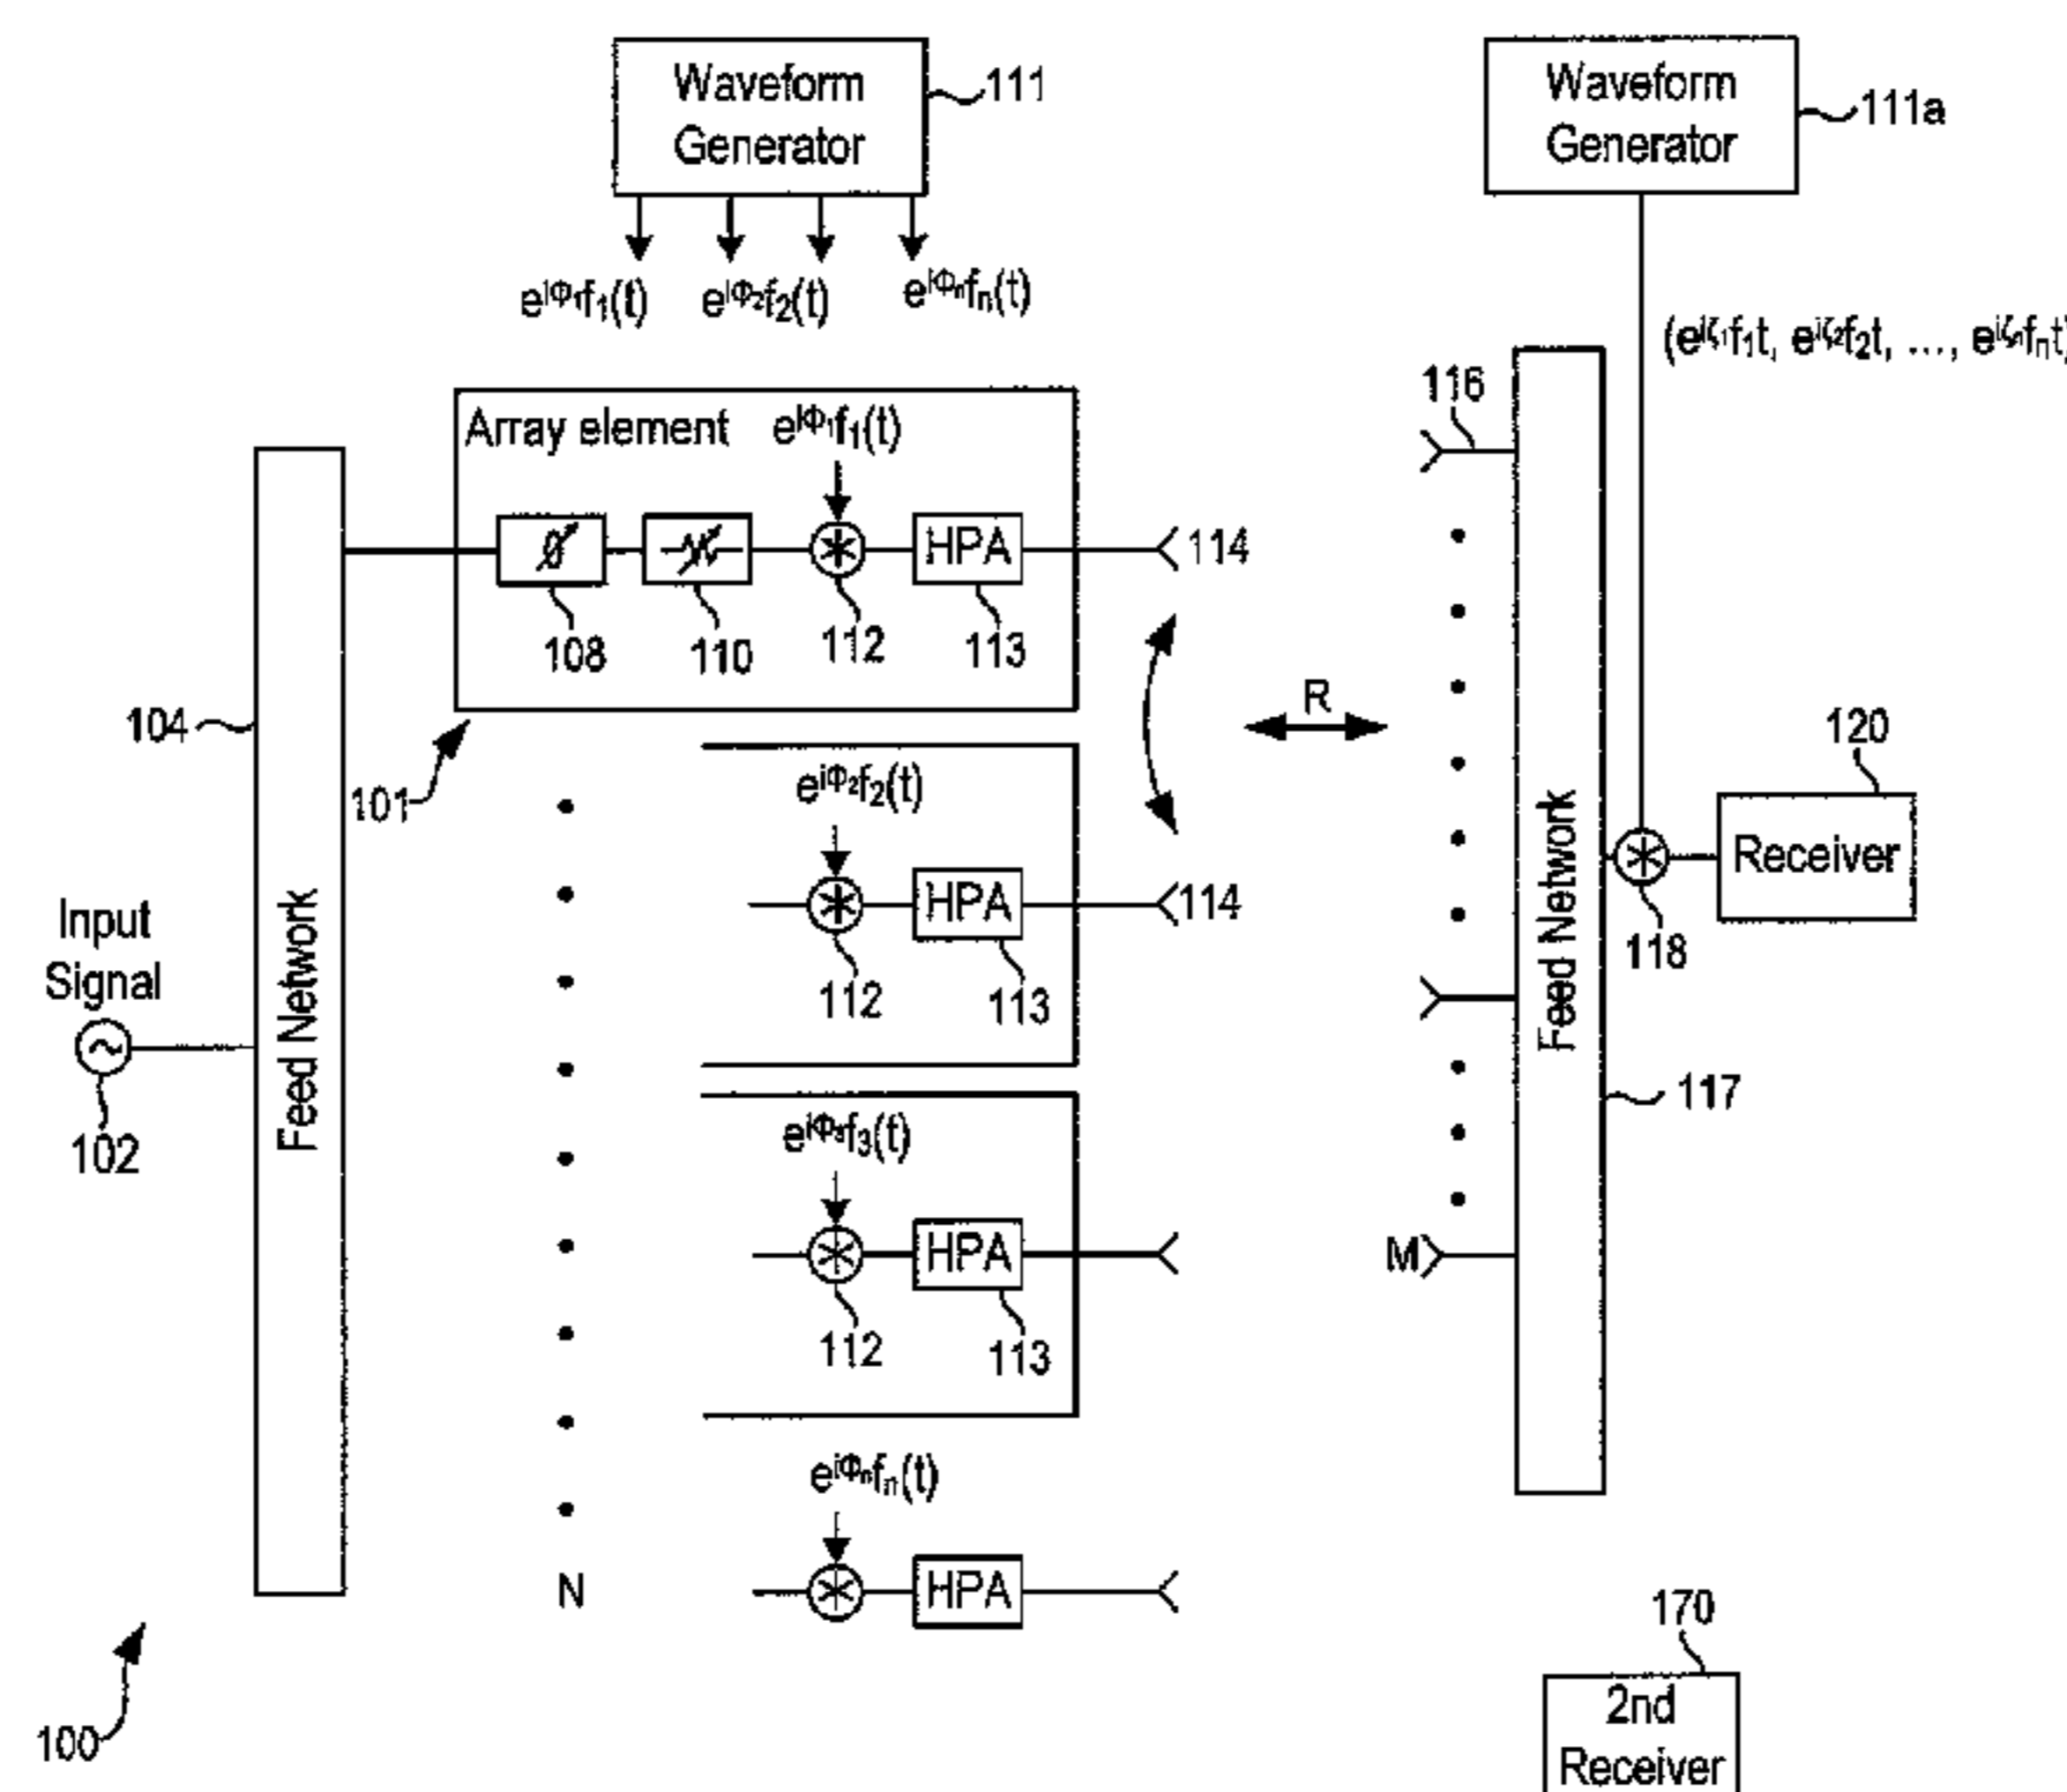 Waveform
Generator
111
e^{iΦ₁}f₁(t) e^{iΦ₂}f₂(t) e^{iΦₙ}fₙ(t)
Waveform
Generator
111a
(e^{iζ₁}f₁t, e^{iζ₂}f₂t, ..., e^{iζₙ}fₙt)
Array element e^{iΦ₁}f₁(t)
HPA
108
110
112
113
114
101
104
Feed Network
Input
Signal
102
e^{iΦ₂}f₂(t)
HPA
112
113
114
e^{iΦ₃}f₃(t)
HPA
112
113
N
e^{iΦₙ}fₙ(t)
HPA
100
R
116
M
Feed Network
117
118
120
Receiver
170
2nd
Receiver